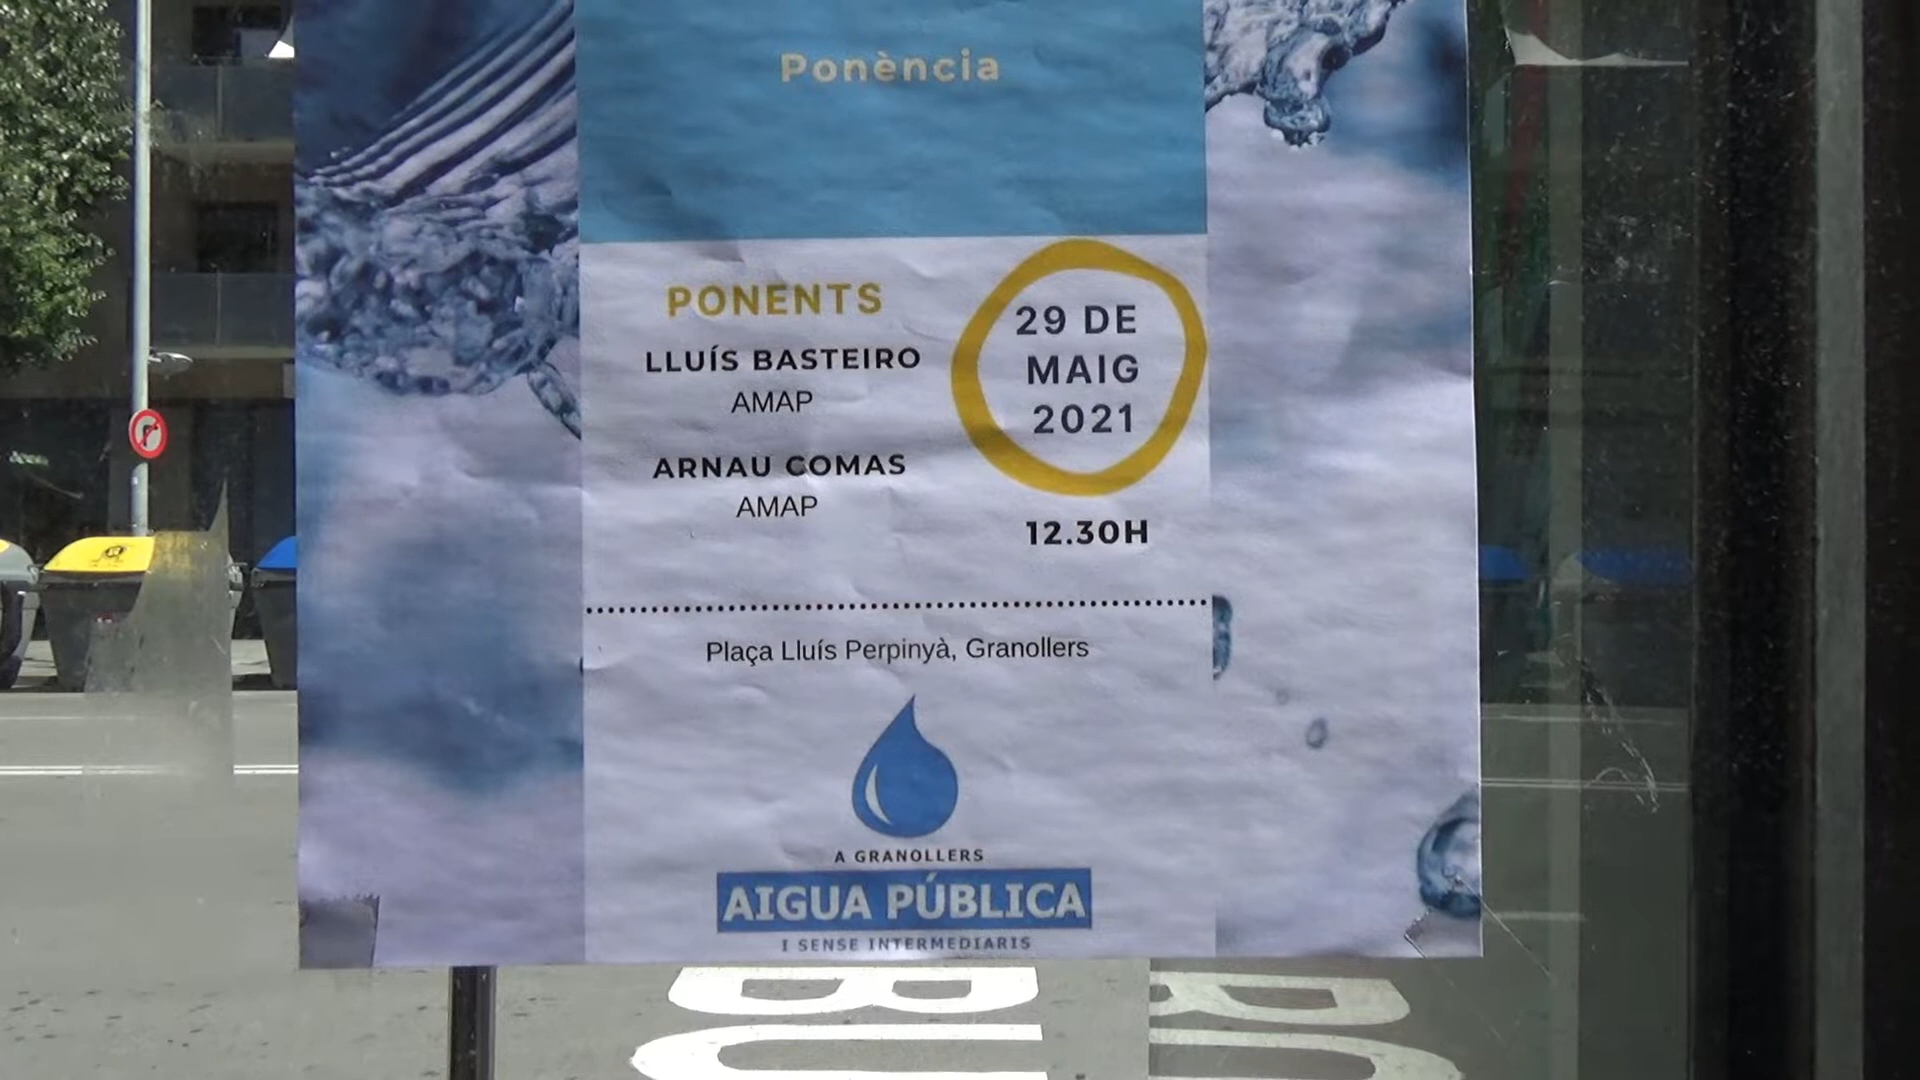 Ponència
PONENTS
LLUÍS BASTEIRO
AMAP
ARNAU COMAS
AMAP
29 DE
MAIG
2021
12.30H
Plaça Lluís Perpinyà, Granollers
A GRANOLLERS
AIGUA PÚBLICA
I SENSE INTERMEDIARIS
BU